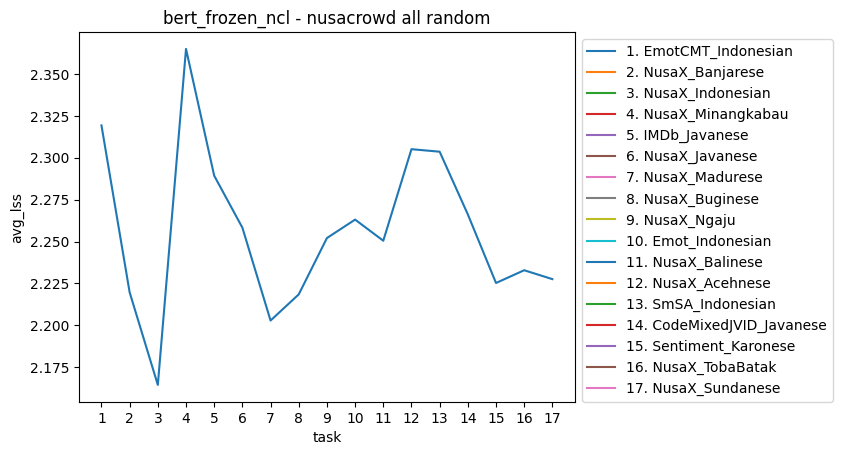 bert_frozen_ncl - nusacrowd all random
avg_lss
2.350
2.325
2.300
2.275
2.250
2.225
2.200
2.175
1 2 3 4 5 6 7 8 9 10 11 12 13 14 15 16 17
task
1. EmotCMT_Indonesian
2. NusaX_Banjarese
3. NusaX_Indonesian
4. NusaX_Minangkabau
5. IMDb_Javanese
6. NusaX_Javanese
7. NusaX_Madurese
8. NusaX_Buginese
9. NusaX_Ngaju
10. Emot_Indonesian
11. NusaX_Balinese
12. NusaX_Acehnese
13. SmSA_Indonesian
14. CodeMixedJVID_Javanese
15. Sentiment_Karonese
16. NusaX_TobaBatak
17. NusaX_Sundanese